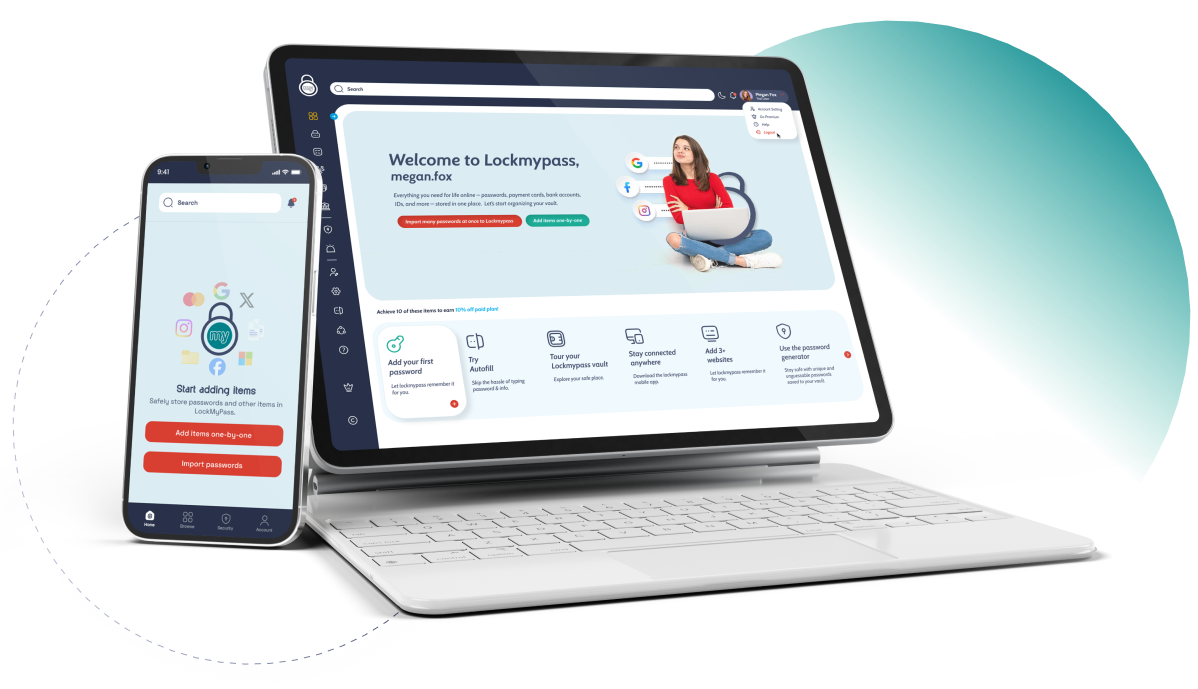 9:41
Search
my
Start adding items
Safely store passwords and other items in
LockMyPass.
Add items one-by-one
Import passwords
Home
Browse
Security
Account
my
Search
Megan Fox
Account Setting
Go Premium
Help
Logout
Welcome to Lockmypass,
megan.fox
Everything you need for life online – passwords, payment cards, bank accounts,
IDs, and more – stored in one place. Let's start organizing your vault.
Import many passwords at once to Lockmypass
Add items one-by-one
Achieve 10 of these items to earn 10% off paid plan!
Add your first
password
Let lockmypass remember it
for you.
Try
Autofill
Skip the hassle of typing
password & info.
Tour your
Lockmypass vault
Explore your safe place.
Stay connected
anywhere
Download the lockmypass
mobile app.
Add 3+
websites
Let lockmypass remember it
for you.
Use the password
generator
Stay safe with unique and
unguessable passwords
saved to your vault.